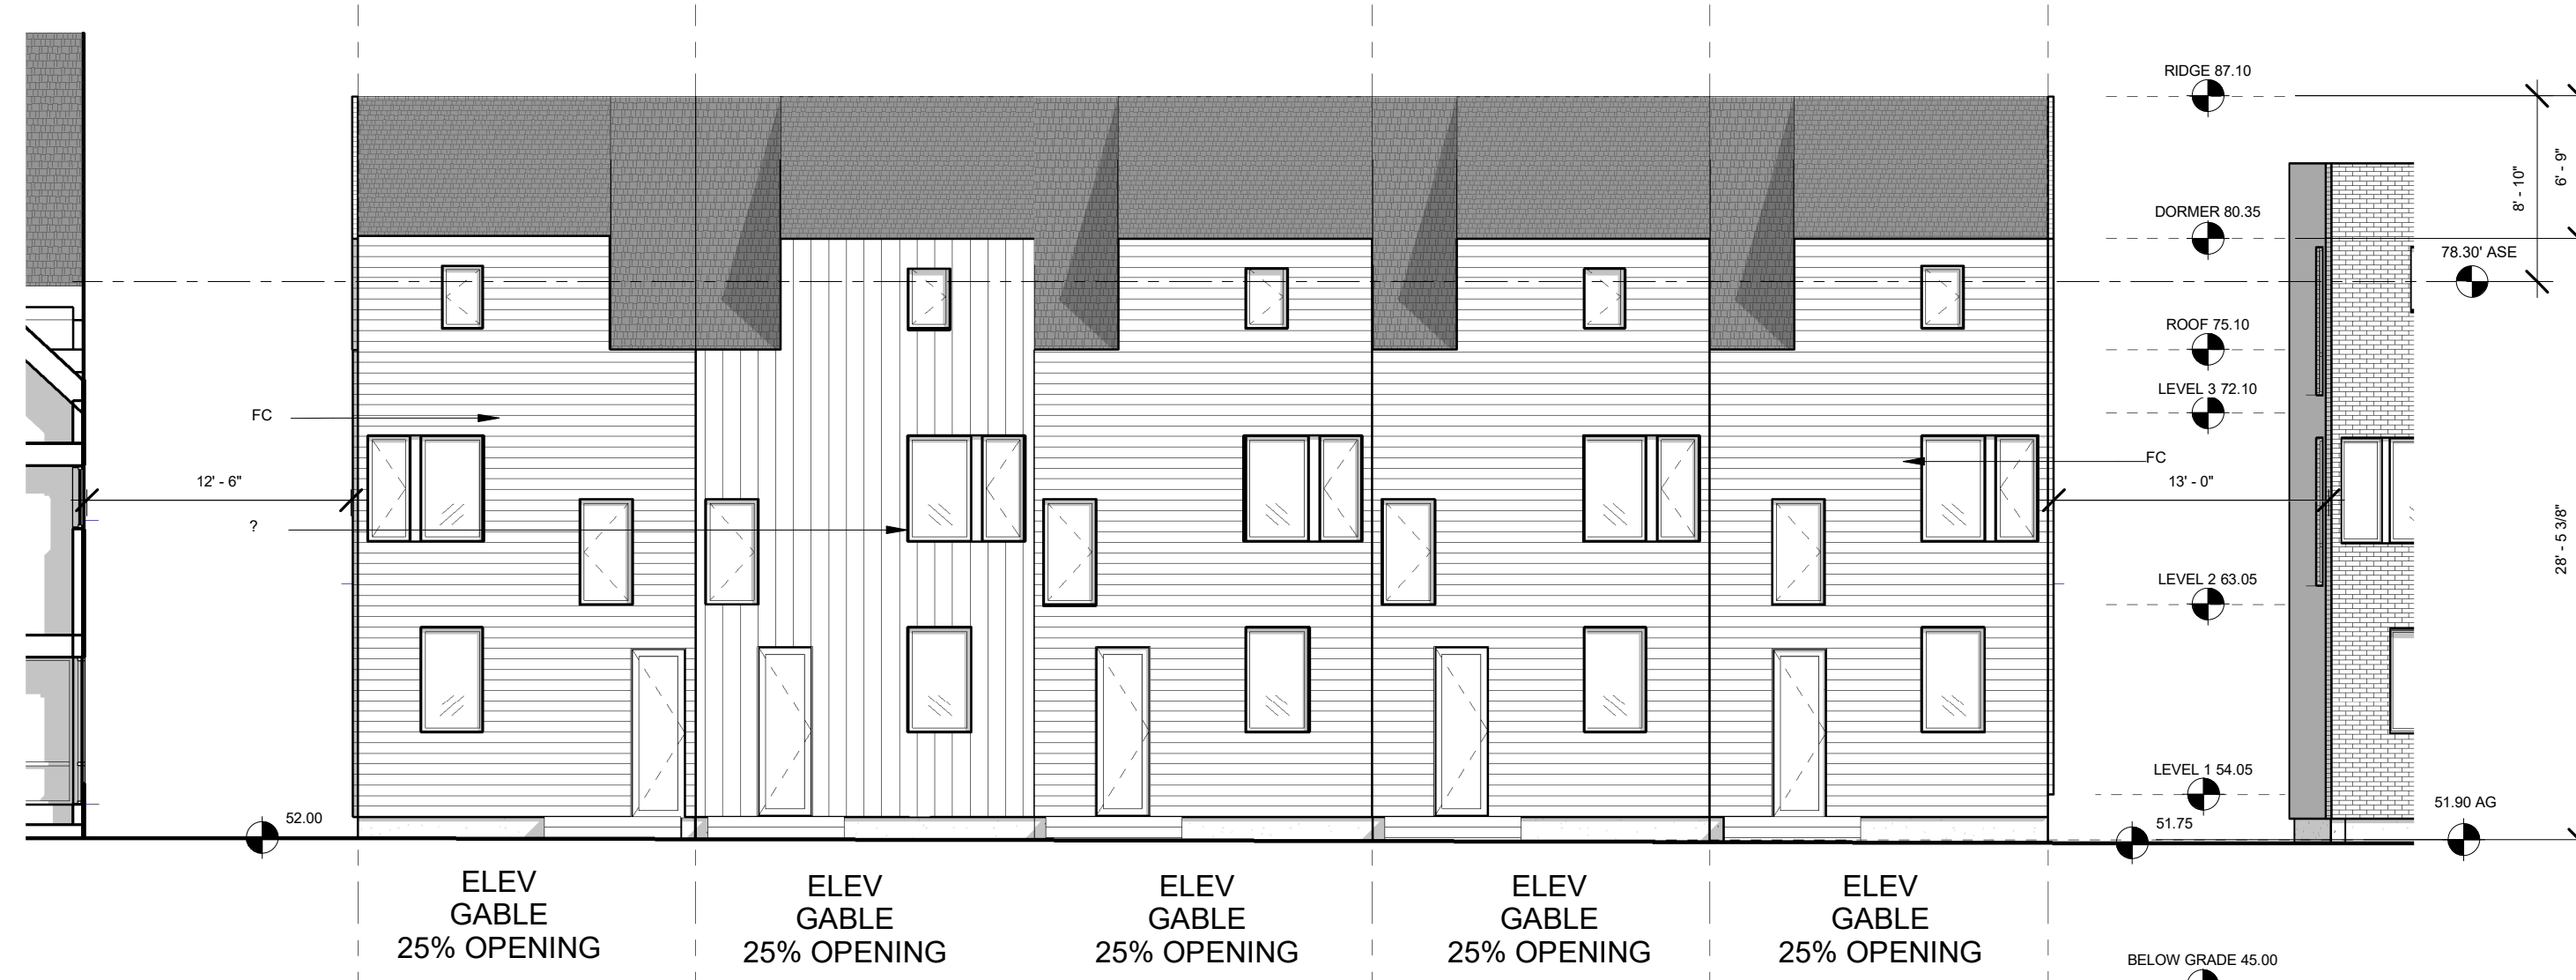 RIDGE 87.10
6' - 9"
8' - 10"
DORMER 80.35
78.30' ASE
ROOF 75.10
LEVEL 3 72.10
FC
FC
12' - 6"
13' - 0"
?
28' - 5 3/8"
LEVEL 2 63.05
LEVEL 1 54.05
51.90 AG
52.00
51.75
ELEV
GABLE
25% OPENING
ELEV
GABLE
25% OPENING
ELEV
GABLE
25% OPENING
ELEV
GABLE
25% OPENING
ELEV
GABLE
25% OPENING
BELOW GRADE 45.00